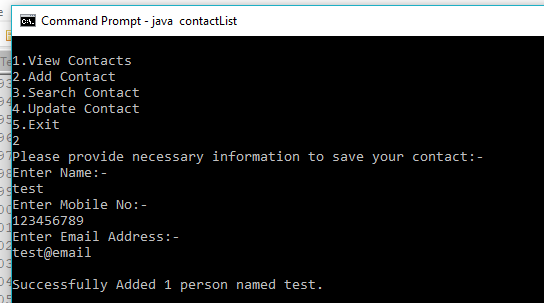 Command Prompt - java contactList
1.View Contacts
2.Add Contact
3.Search Contact
4.Update Contact
5.Exit
2
Please provide necessary information to save your contact:-
Enter Name:-
test
Enter Mobile No:-
123456789
Enter Email Address:-
test@email
Successfully Added 1 person named test.